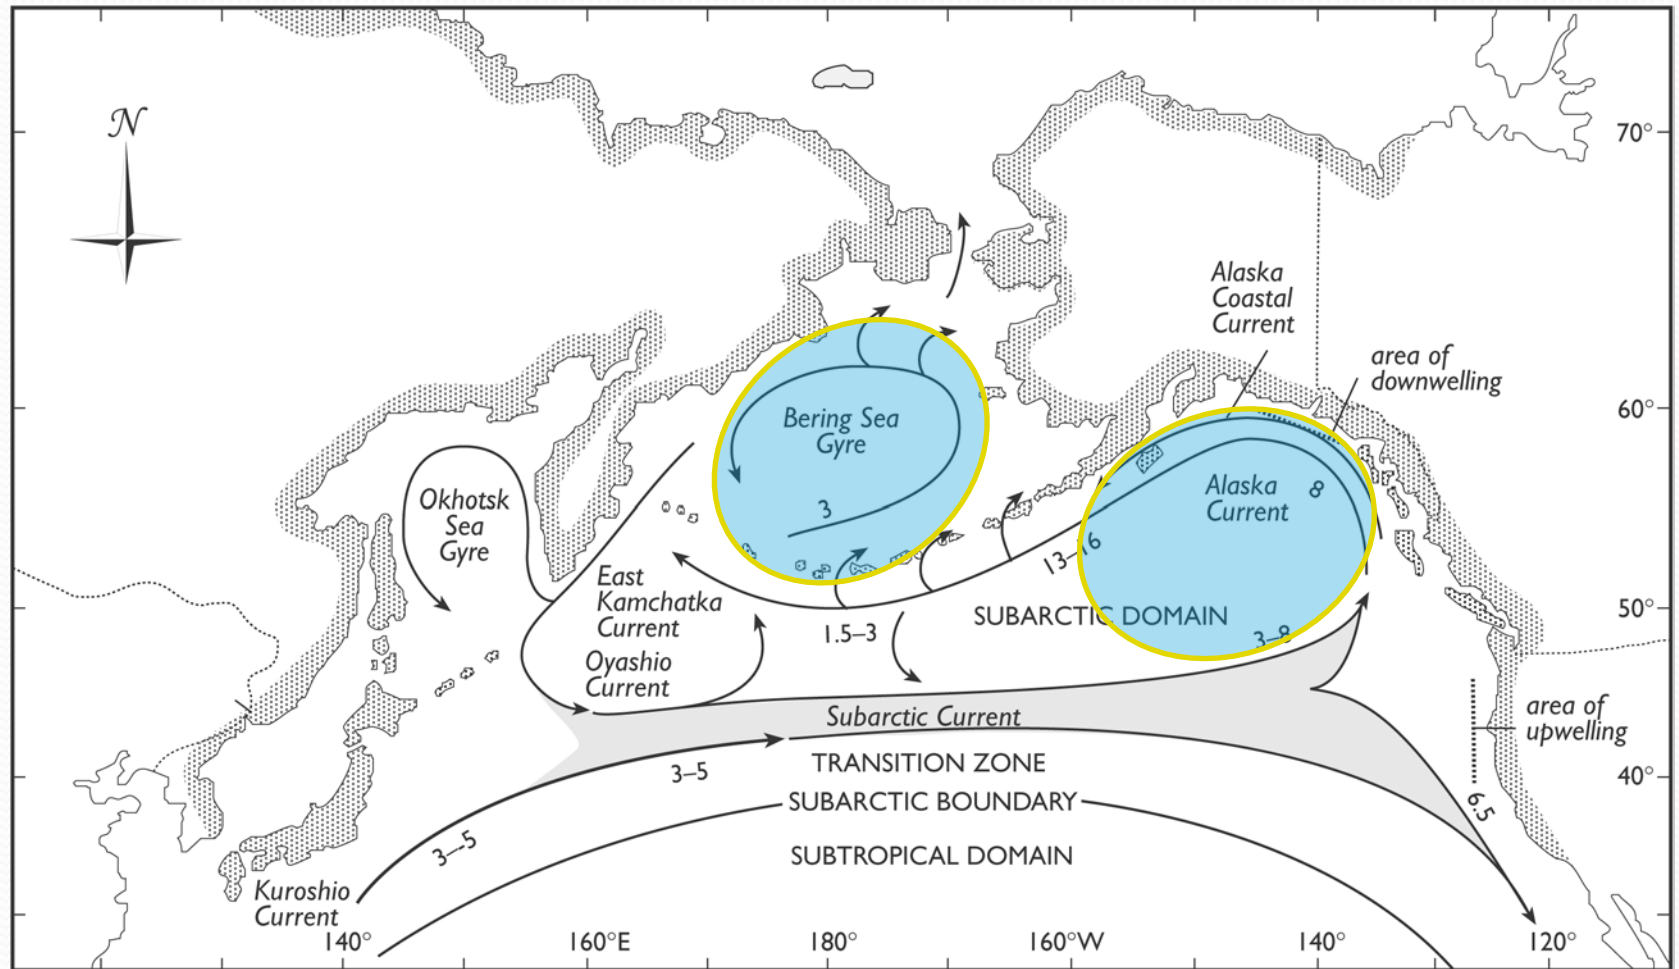 N
70°
Alaska
Coastal
Current
area of
downwelling
60°
Bering Sea
Gyre
3
Okhotsk
Sea
Gyre
Alaska
Current
8
13–16
East
Kamchatka
Current
1.5–3
SUBARCTIC DOMAIN
50°
3–8
Oyashio
Current
Subarctic Current
area of
upwelling
TRANSITION ZONE
40°
3–5
SUBARCTIC BOUNDARY
6.5
3–-5
SUBTROPICAL DOMAIN
Kuroshio
Current
140°
160°E
180°
160°W
140°
120°